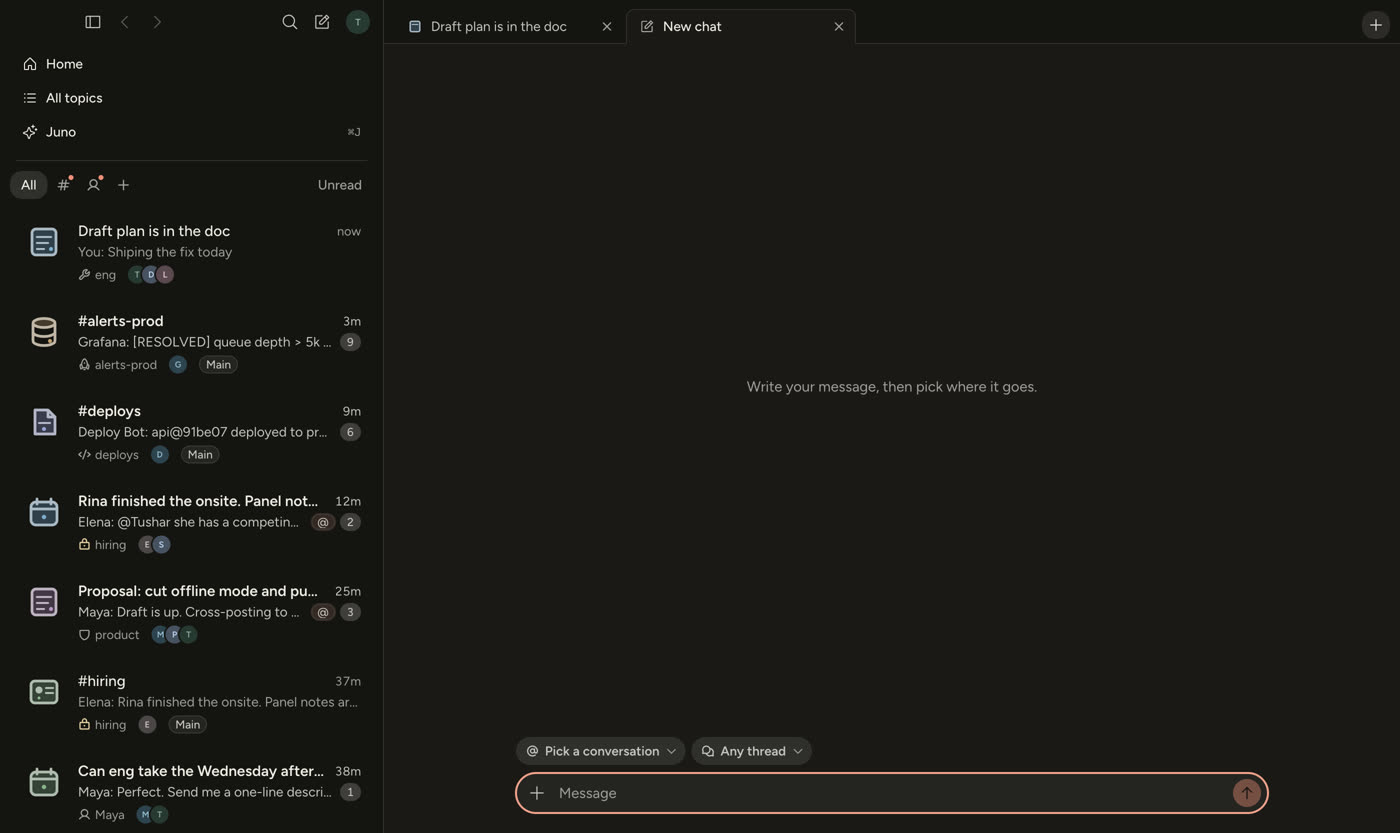 T
Home
All topics
Juno ⌘J
All # Unread
Draft plan is in the doc now
You: Shiping the fix today
eng T D L
#alerts-prod 3m
Grafana: [RESOLVED] queue depth > 5k ... 9
alerts-prod G Main
#deploys 9m
Deploy Bot: api@91be07 deployed to pr... 6
deploys D Main
Rina finished the onsite. Panel not... 12m
Elena: @Tushar she has a competin... @ 2
hiring E S
Proposal: cut offline mode and pu... 25m
Maya: Draft is up. Cross-posting to ... @ 3
product M P T
#hiring 37m
Elena: Rina finished the onsite. Panel notes ar...
hiring E Main
Can eng take the Wednesday after... 38m
Maya: Perfect. Send me a one-line descri... 1
Maya M T
Draft plan is in the doc
New chat
Write your message, then pick where it goes.
@ Pick a conversation
Any thread
Message